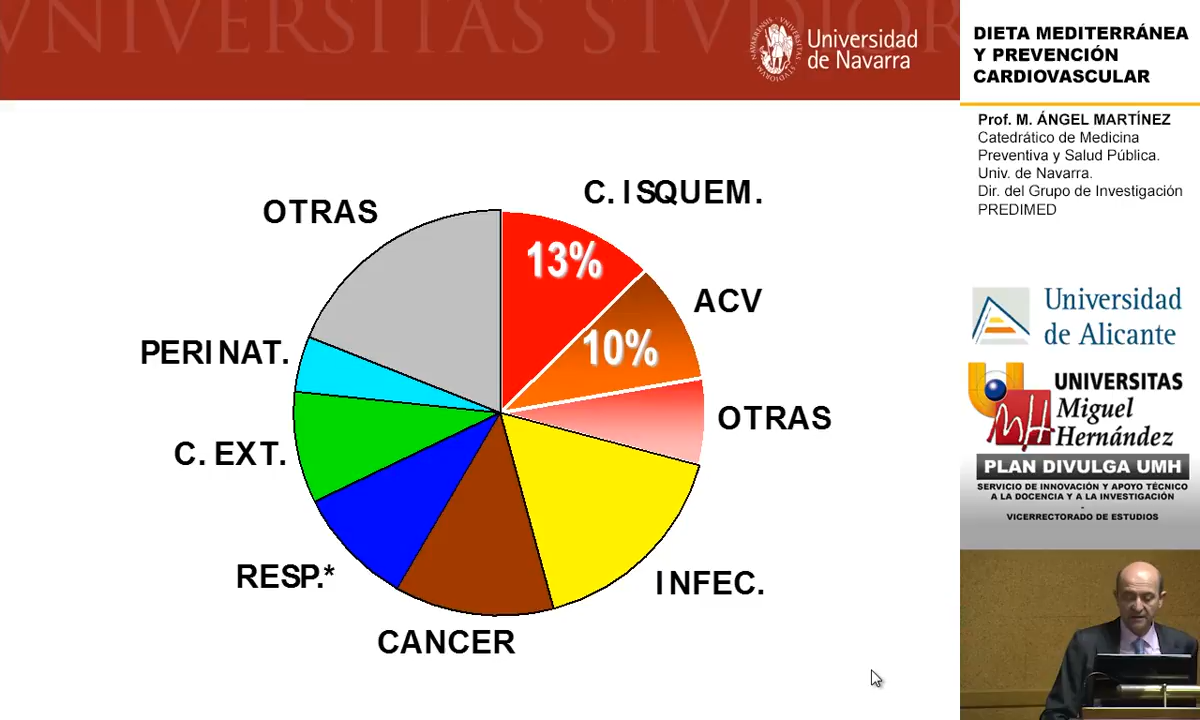 VNIVERSITAS STVDIOR
Universidad
de Navarra
C. ISQUEM.
OTRAS
13%
ACV
10%
PERINAT.
OTRAS
C. EXT.
RESP.*
INFEC.
CANCER
DIETA MEDITERRÁNEA
Y PREVENCIÓN
CARDIOVASCULAR
Prof. M. ÁNGEL MARTÍNEZ
Catedrático de Medicina
Preventiva y Salud Pública.
Univ. de Navarra.
Dir. del Grupo de Investigación
PREDIMED
Universidad
de Alicante
UNIVERSITAS
Miguel
Hernández
PLAN DIVULGA UMH
SERVICIO DE INNOVACIÓN Y APOYO TÉCNICO
A LA DOCENCIA Y A LA INVESTIGACIÓN
-
VICERRECTORADO DE ESTUDIOS